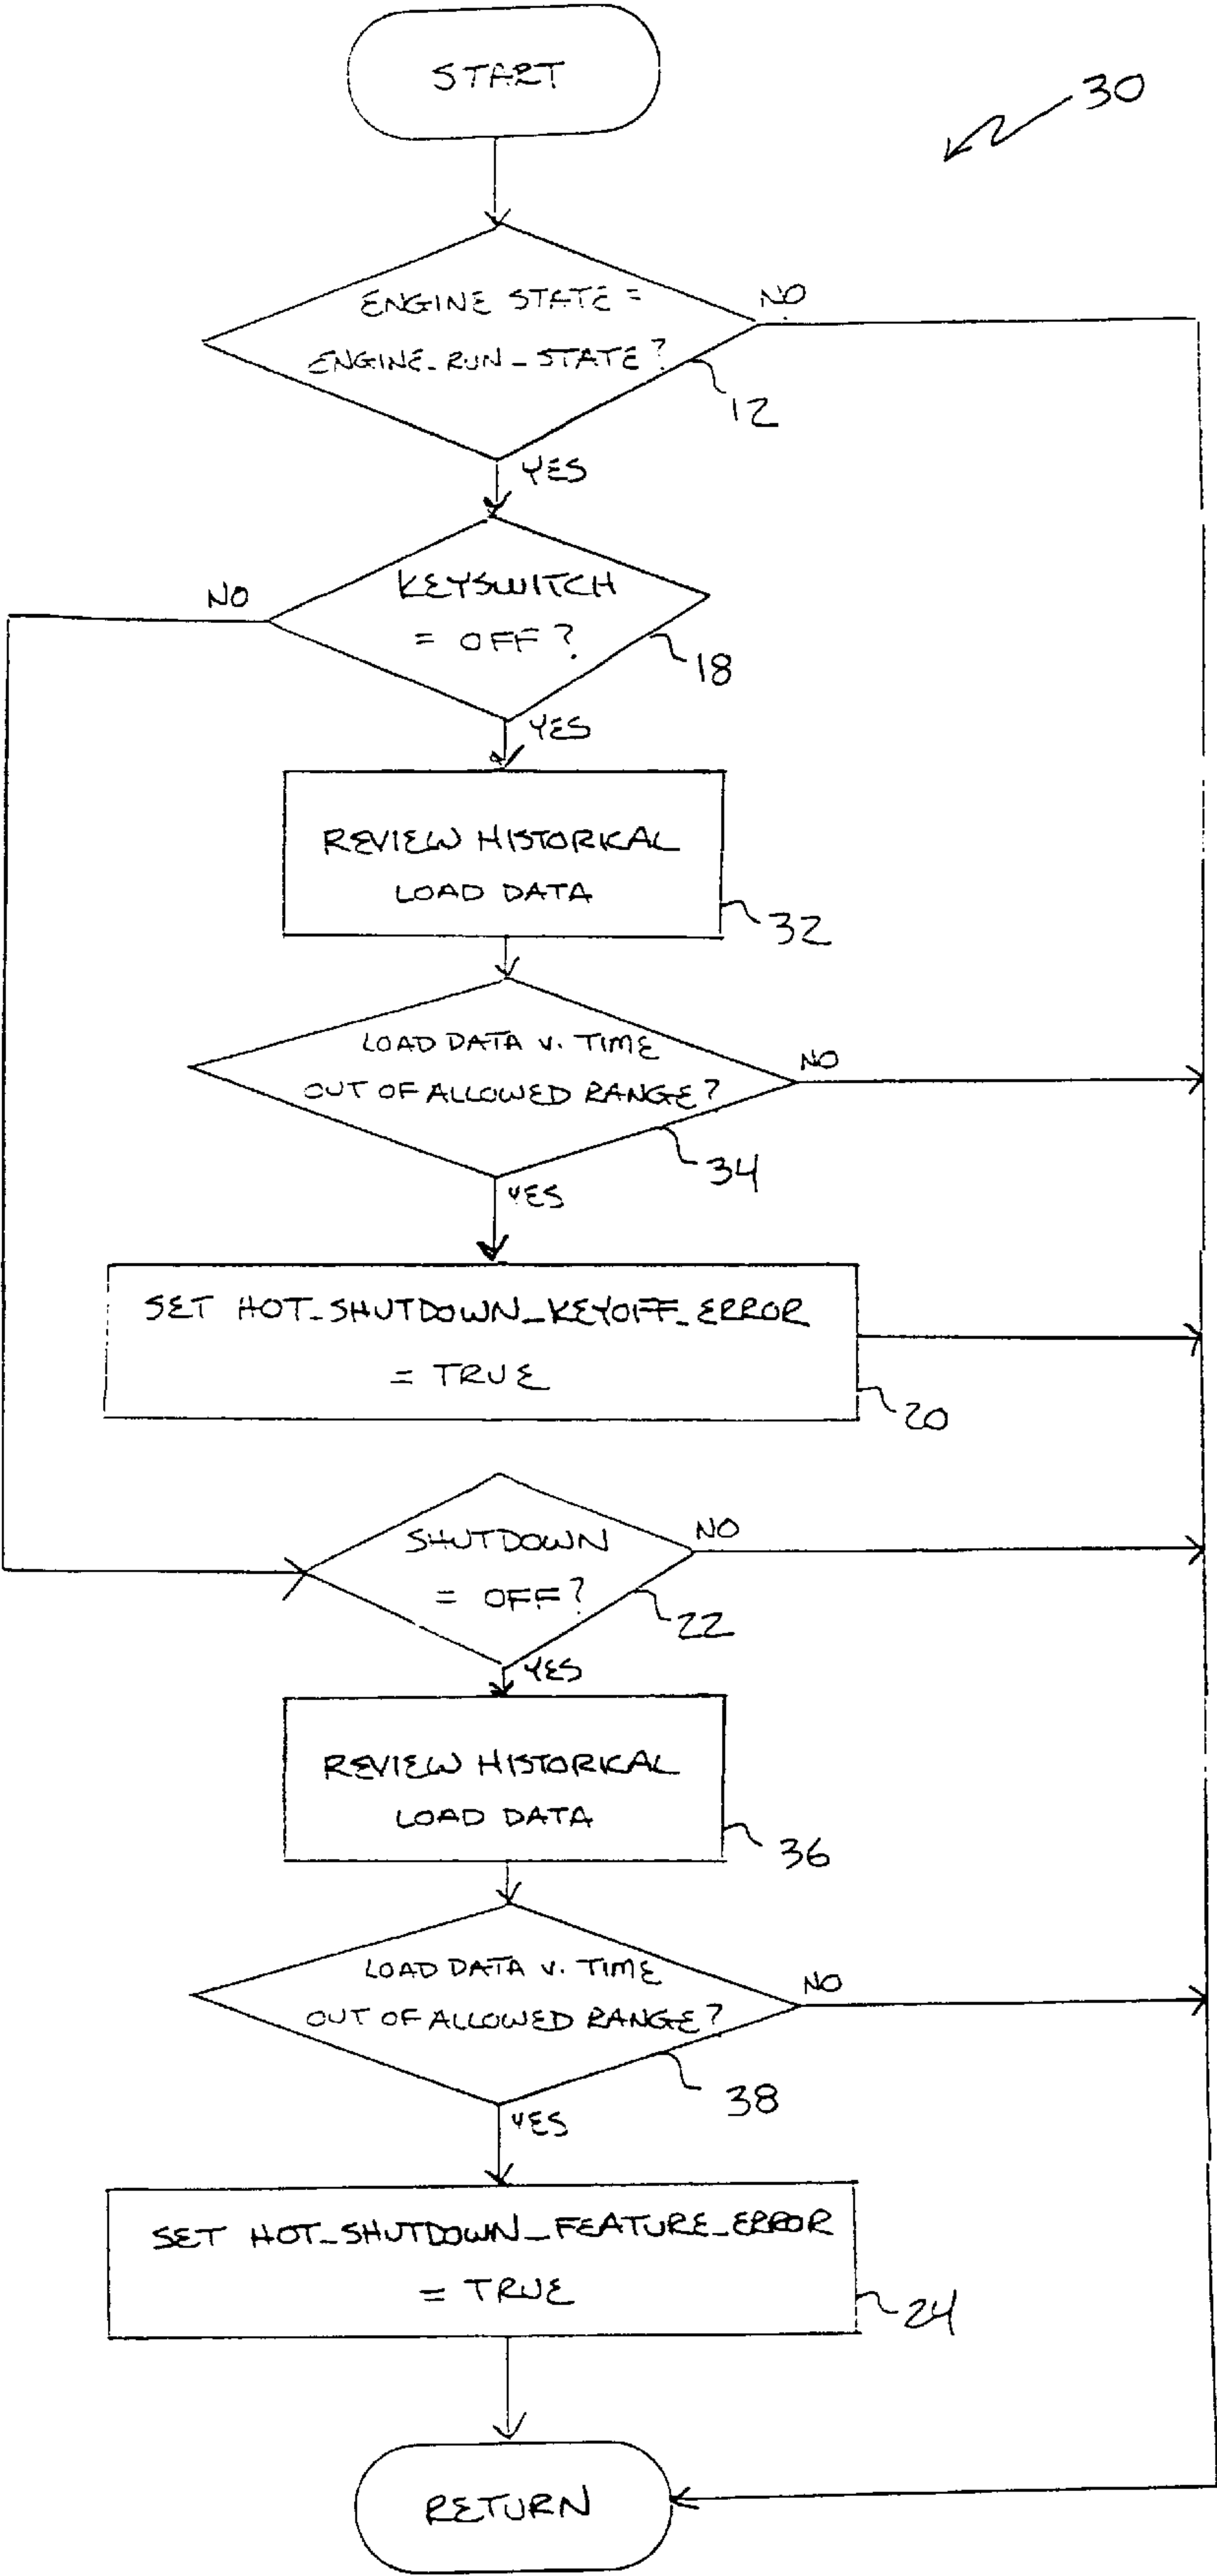 START
30
ENGINE STATE =
ENGINE_RUN_STATE?
NO
12
YES
KEYSWITCH
= OFF?
NO
18
YES
REVIEW HISTORICAL
LOAD DATA
32
LOAD DATA V. TIME
OUT OF ALLOWED RANGE?
NO
34
YES
SET HOT_SHUTDOWN_KEYOFF_ERROR
= TRUE
20
SHUTDOWN
= OFF?
NO
22
YES
REVIEW HISTORICAL
LOAD DATA
36
LOAD DATA V. TIME
OUT OF ALLOWED RANGE?
NO
38
YES
SET HOT_SHUTDOWN_FEATURE_ERROR
= TRUE
24
RETURN